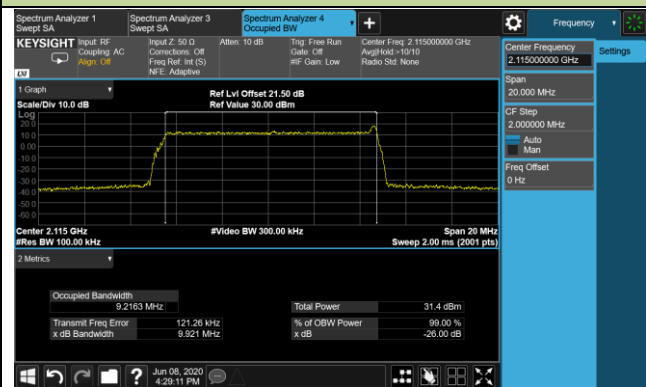 Spectrum Analyzer 1
Swept SA
Spectrum Analyzer 3
Swept SA
Spectrum Analyzer 4
Occupied BW
Frequency
KEYSIGHT
Input: RF
Coupling: AC
Align: Off
Input Z: 50 Ω
Corrections: Off
Freq Ref: Int (S)
NFE: Adaptive
Atten: 10 dB
Trig: Free Run
Gate: Off
#IF Gain: Low
Center Freq: 2.115000000 GHz
Avg|Hold:>10/10
Radio Std: None
LXI
Center Frequency
2.115000000 GHz
Settings
Span
20.000 MHz
CF Step
2.000000 MHz
Auto
Man
Freq Offset
0 Hz
1 Graph
Scale/Div 10.0 dB
Ref Lvl Offset 21.50 dB
Ref Value 30.00 dBm
Log
20.0
10.0
0.00
-10.0
-20.0
-30.0
-40.0
-50.0
-60.0
Center 2.115 GHz
#Res BW 100.00 kHz
#Video BW 300.00 kHz
Span 20 MHz
Sweep 2.00 ms (2001 pts)
2 Metrics
Occupied Bandwidth
9.2163 MHz
Total Power
31.4 dBm
Transmit Freq Error
121.26 kHz
% of OBW Power
99.00 %
x dB Bandwidth
9.921 MHz
x dB
-26.00 dB
Jun 08, 2020
4:29:11 PM